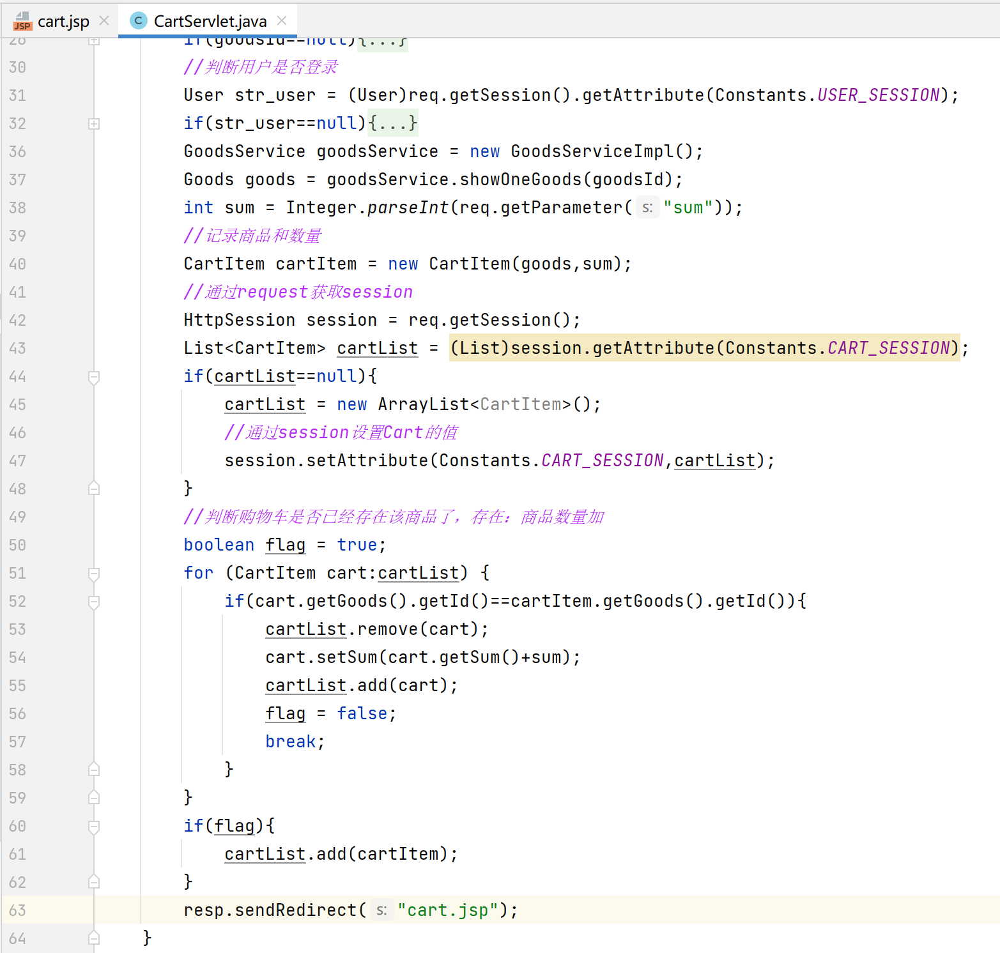 cart.jsp
CartServlet.java
28 if(goodsId==null){...}
30 //判断用户是否登录
31 User str_user = (User)req.getSession().getAttribute(Constants.USER_SESSION);
32 if(str_user==null){...}
36 GoodsService goodsService = new GoodsServiceImpl();
37 Goods goods = goodsService.showOneGoods(goodsId);
38 int sum = Integer.parseInt(req.getParameter( s: "sum"));
39 //记录商品和数量
40 CartItem cartItem = new CartItem(goods,sum);
41 //通过request获取session
42 HttpSession session = req.getSession();
43 List<CartItem> cartList = (List)session.getAttribute(Constants.CART_SESSION);
44 if(cartList==null){
45 cartList = new ArrayList<CartItem>();
46 //通过session设置Cart的值
47 session.setAttribute(Constants.CART_SESSION,cartList);
48 }
49 //判断购物车是否已经存在该商品了，存在：商品数量加
50 boolean flag = true;
51 for (CartItem cart:cartList) {
52 if(cart.getGoods().getId()==cartItem.getGoods().getId()){
53 cartList.remove(cart);
54 cart.setSum(cart.getSum()+sum);
55 cartList.add(cart);
56 flag = false;
57 break;
58 }
59 }
60 if(flag){
61 cartList.add(cartItem);
62 }
63 resp.sendRedirect( s: "cart.jsp");
64 }